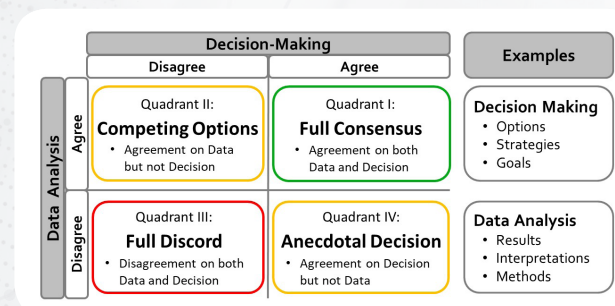 Decision-Making
Disagree
Agree
Data Analysis
Agree
Quadrant II:
Competing Options
• Agreement on Data
but not Decision
Quadrant I:
Full Consensus
• Agreement on both
Data and Decision
Disagree
Quadrant III:
Full Discord
• Disagreement on both
Data and Decision
Quadrant IV:
Anecdotal Decision
• Agreement on Decision
but not Data
Examples
Decision Making
• Options
• Strategies
• Goals
Data Analysis
• Results
• Interpretations
• Methods